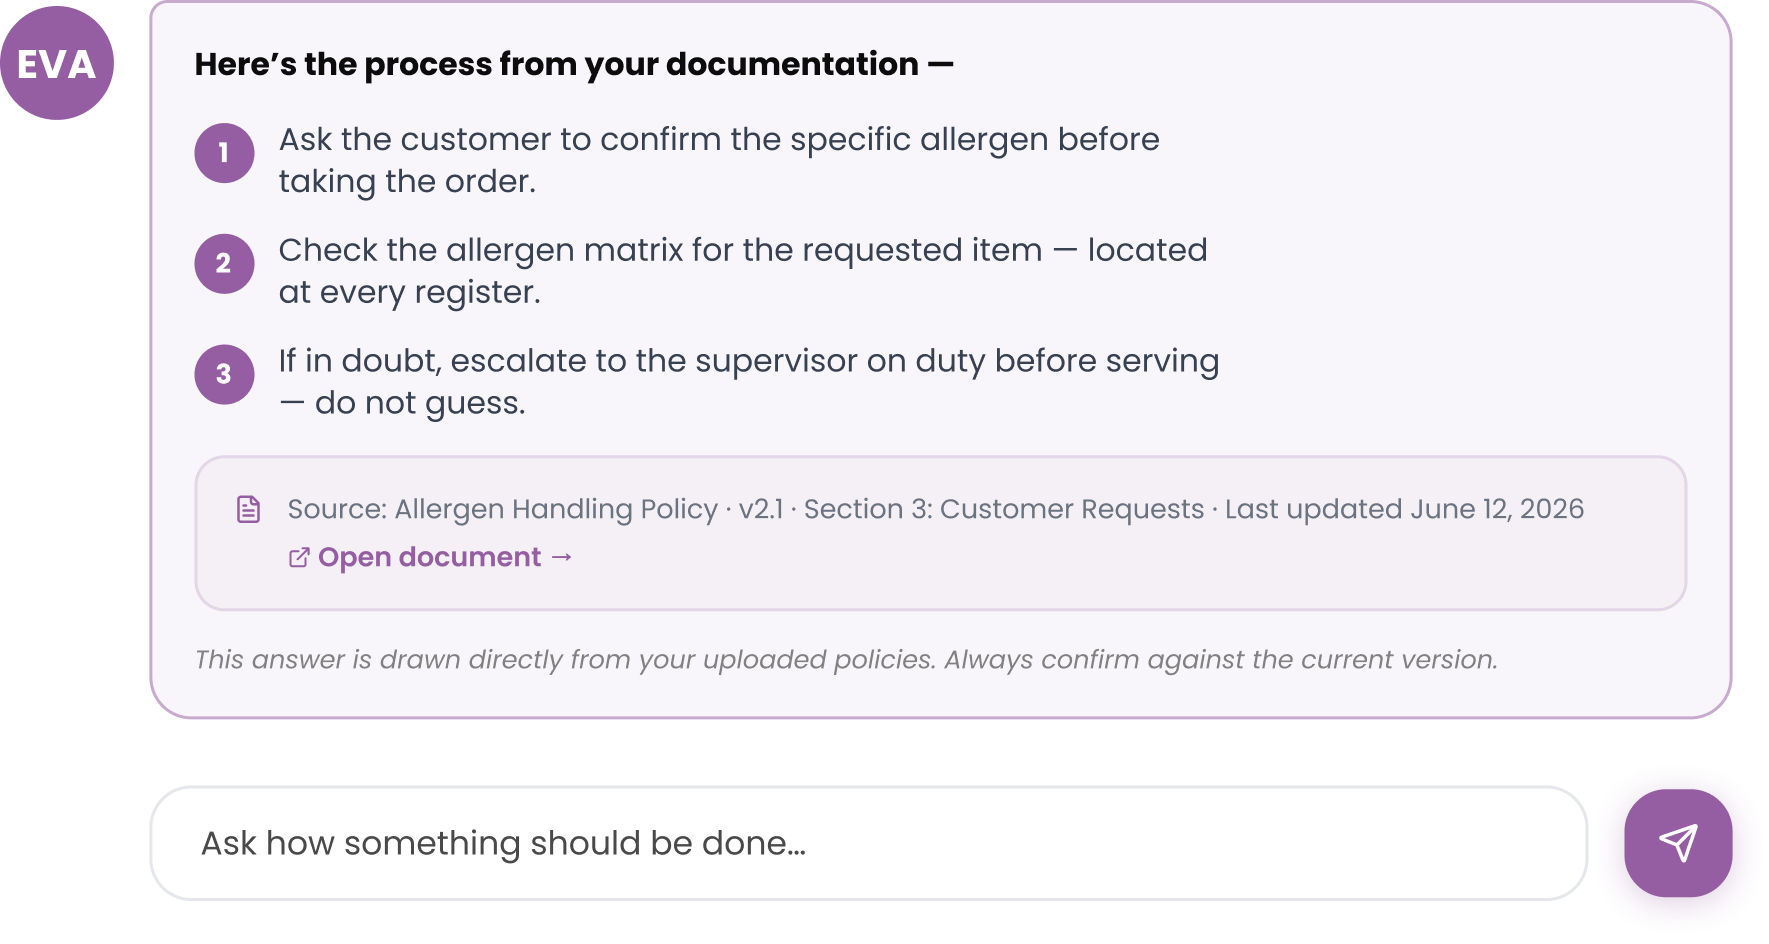 EVA
Here’s the process from your documentation —
1 Ask the customer to confirm the specific allergen before
taking the order.
2 Check the allergen matrix for the requested item — located
at every register.
3 If in doubt, escalate to the supervisor on duty before serving
— do not guess.
Source: Allergen Handling Policy · v2.1 · Section 3: Customer Requests · Last updated June 12, 2026
Open document →
This answer is drawn directly from your uploaded policies. Always confirm against the current version.
Ask how something should be done...